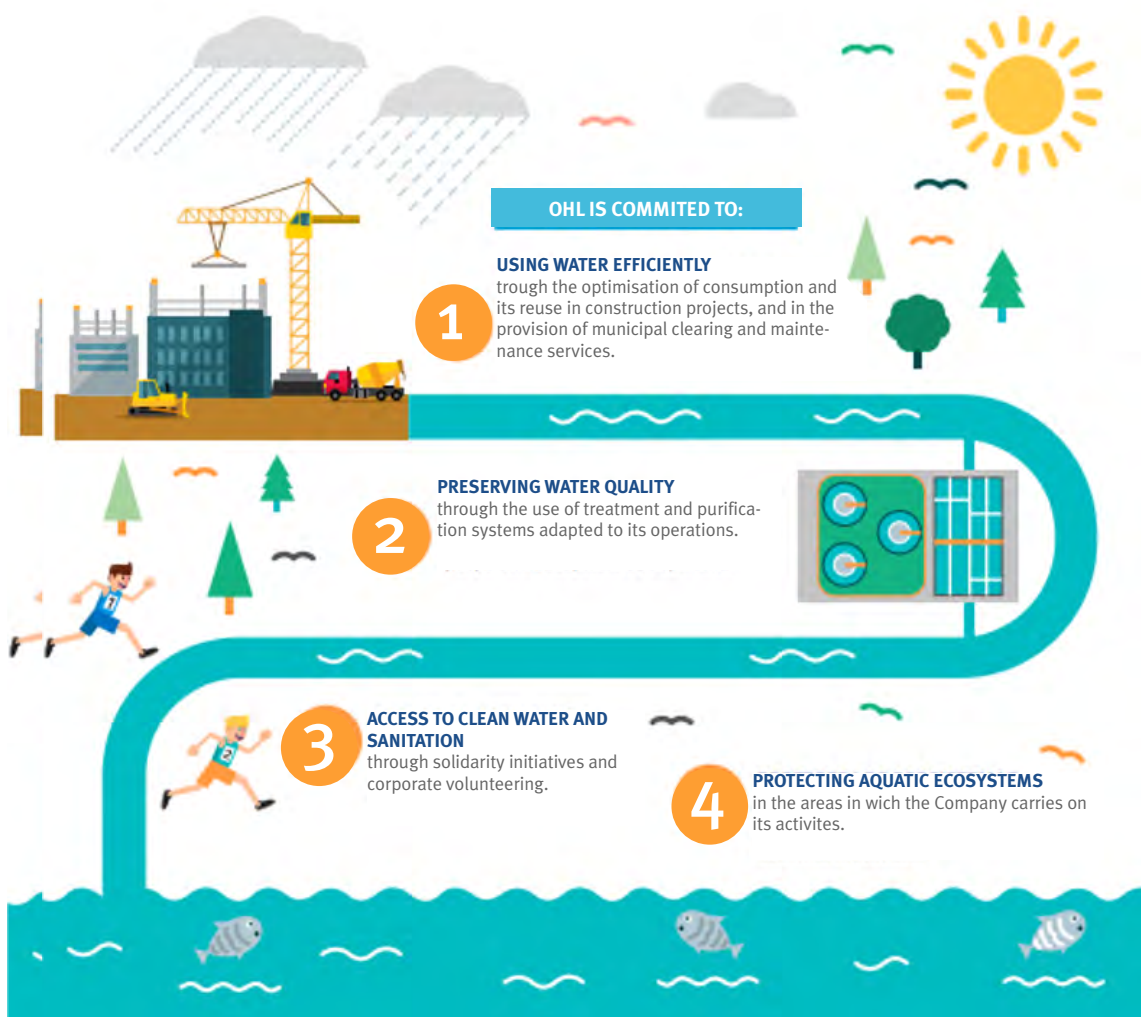 OHL IS COMMITED TO:
1
USING WATER EFFICIENTLY
trough the optimisation of consumption and
its reuse in construction projects, and in the
provision of municipal clearing and mainte-
nance services.
2
PRESERVING WATER QUALITY
through the use of treatment and purifica-
tion systems adapted to its operations.
1
3
ACCESS TO CLEAN WATER AND
SANITATION
through solidarity initiatives and
corporate volunteering.
2
4
PROTECTING AQUATIC ECOSYSTEMS
in the areas in wich the Company carries on
its activites.